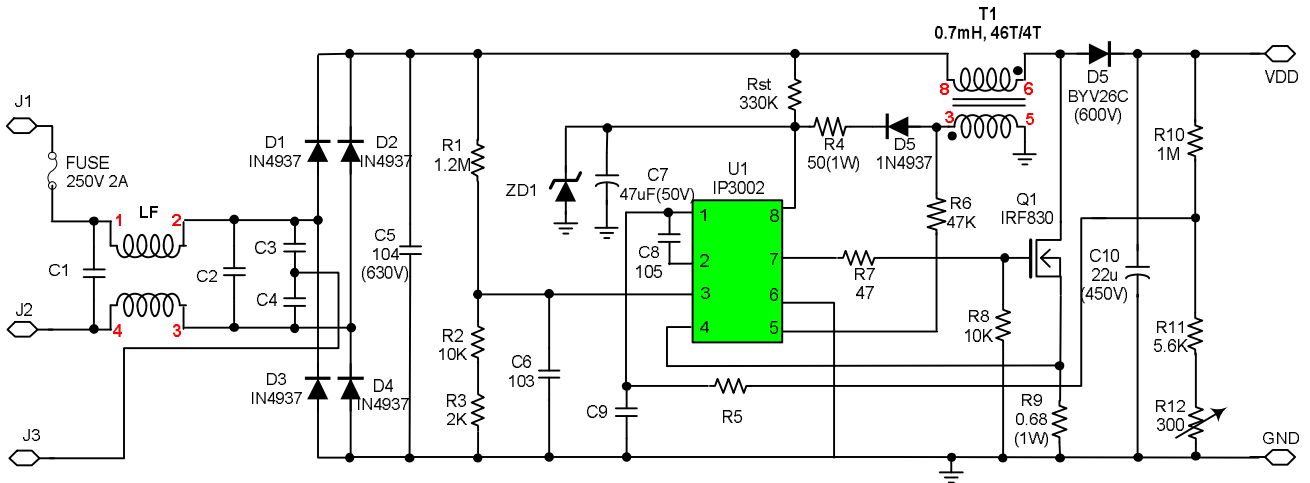 T1
0.7mH, 46T/4T
8
6
3
5
D5
BYV26C
(600V)
VDD
J1
FUSE
250V 2A
D1
IN4937
D2
IN4937
Rst
330K
R4
50(1W)
D5
1N4937
R10
1M
R1
1.2M
ZD1
C7
47uF(50V)
U1
IP3002
R6
47K
Q1
IRF830
1
LF
2
C1
C2
C3
C4
C5
104
(630V)
C8
105
1
2
3
4
8
7
6
5
R7
47
C10
22u
(450V)
J2
4
3
R2
10K
C6
103
R8
10K
R11
5.6K
D3
IN4937
D4
IN4937
R3
2K
C9
R5
R9
0.68
(1W)
R12
300
J3
GND